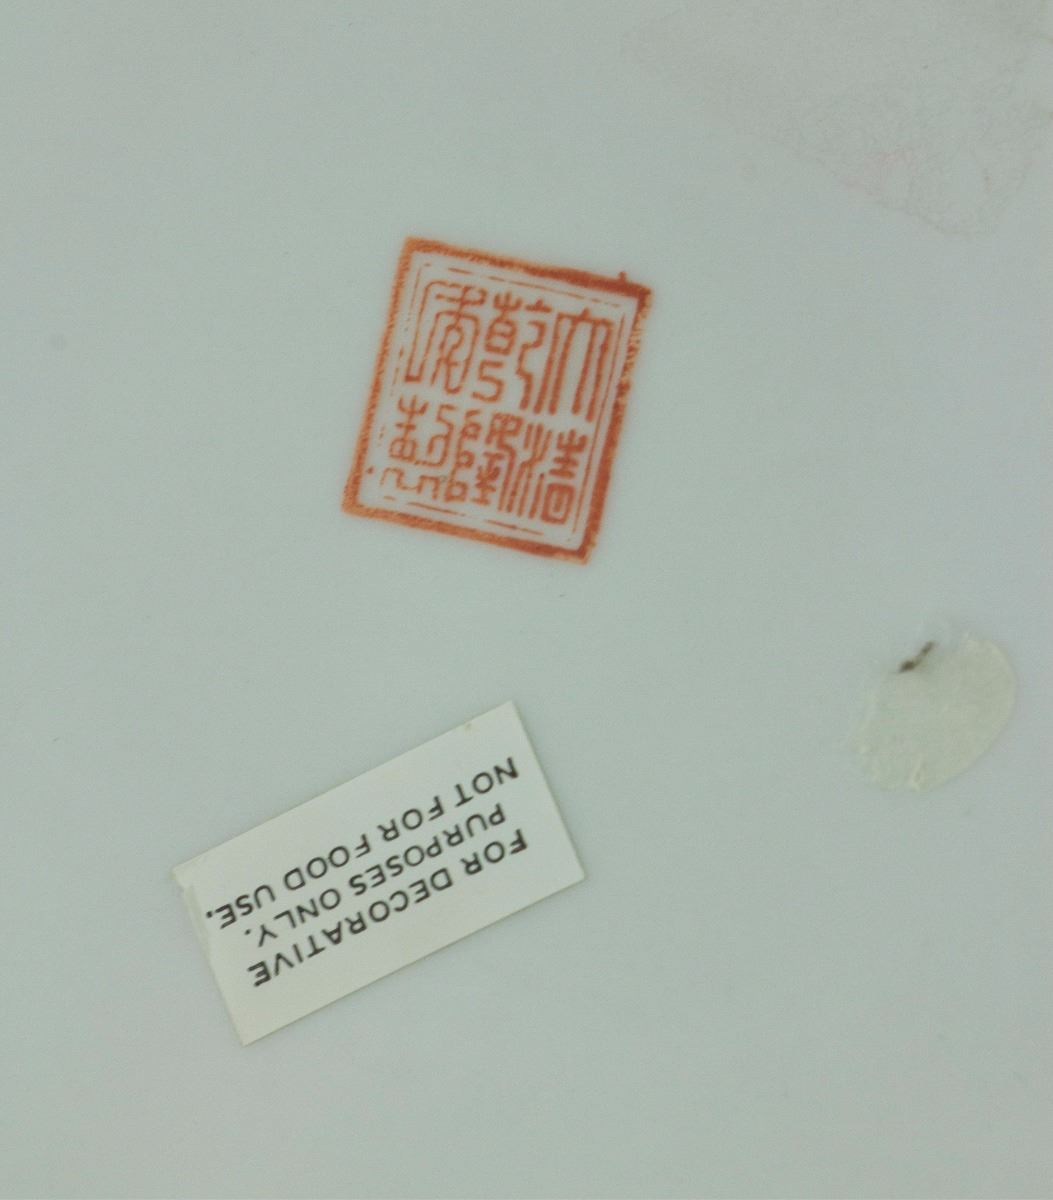 大清
乾隆
年製
FOR DECORATIVE
PURPOSES ONLY.
NOT FOR FOOD USE.